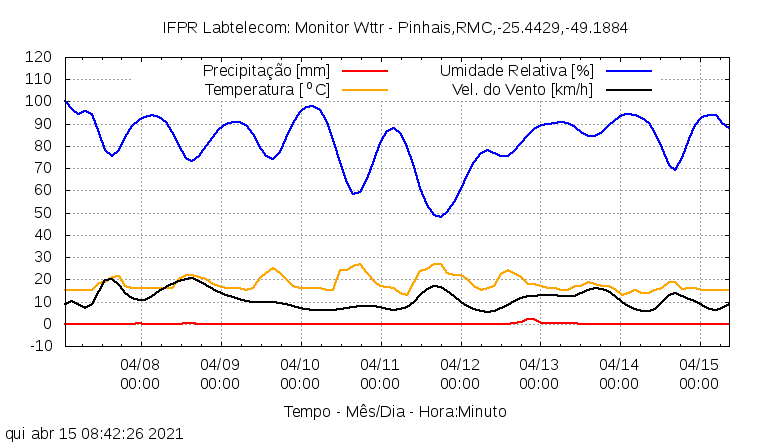 IFPR Labtelecom: Monitor Wttr - Pinhais,RMC,-25.4429,-49.1884
120
110
100
90
80
70
60
50
40
30
20
10
0
-10
Precipitação [mm]
Temperatura [⁰C]
Umidade Relativa [%]
Vel. do Vento [km/h]
04/08 04/09 04/10 04/11 04/12 04/13 04/14 04/15
00:00 00:00 00:00 00:00 00:00 00:00 00:00 00:00
Tempo - Mês/Dia - Hora:Minuto
qui abr 15 08:42:26 2021